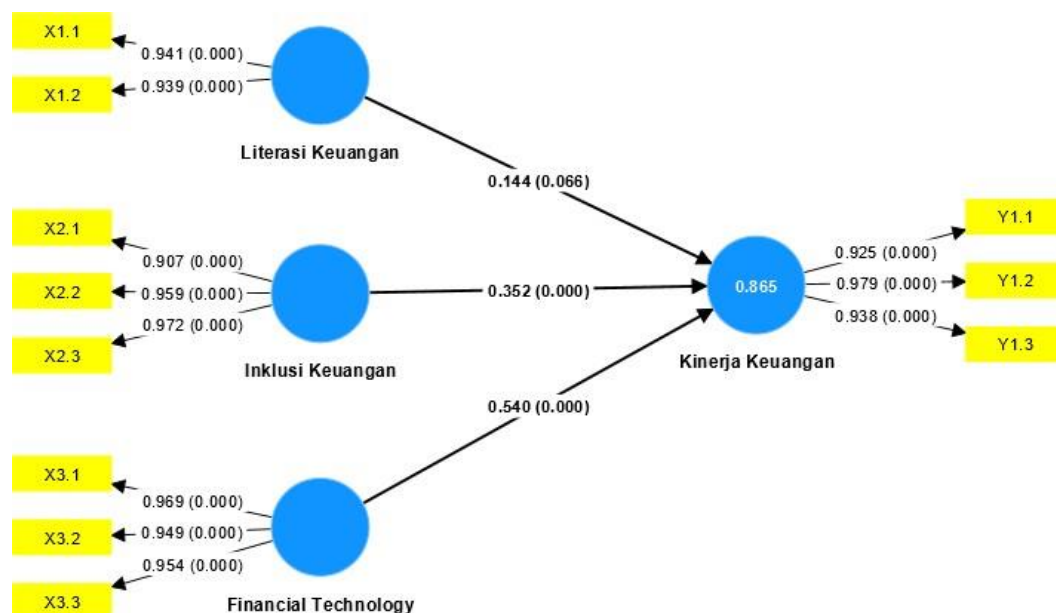 X1.1
0.941 (0.000)
X1.2
0.939 (0.000)
Literasi Keuangan
0.144 (0.066)
X2.1
0.907 (0.000)
X2.2
0.959 (0.000)
X2.3
0.972 (0.000)
Inklusi Keuangan
0.352 (0.000)
0.865
Kinerja Keuangan
Y1.1
0.925 (0.000)
Y1.2
0.979 (0.000)
Y1.3
0.938 (0.000)
0.540 (0.000)
X3.1
0.969 (0.000)
X3.2
0.949 (0.000)
X3.3
0.954 (0.000)
Financial Technology